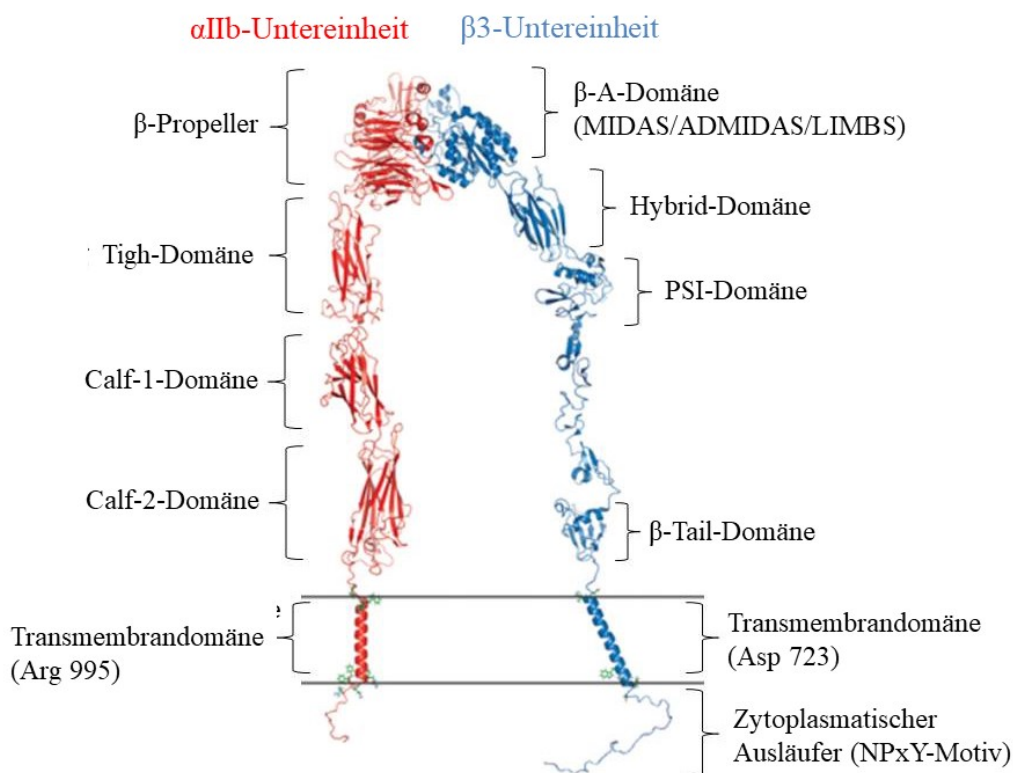 αIIb-Untereinheit
β3-Untereinheit
β-Propeller
Tigh-Domäne
Calf-1-Domäne
Calf-2-Domäne
Transmembrandomäne
(Arg 995)
β-A-Domäne
(MIDAS/ADMIDAS/LIMBS)
Hybrid-Domäne
PSI-Domäne
β-Tail-Domäne
Transmembrandomäne
(Asp 723)
Zytoplasmatischer
Ausläufer (NPxY-Motiv)